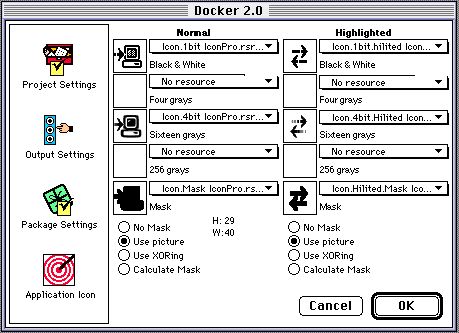 Docker 2.0
Project Settings
Output Settings
Package Settings
Application Icon
Normal
Icon.1bit IconPro.rsr...
Black & White
No resource
Four grays
Icon.4bit IconPro.rsr...
Sixteen grays
No resource
256 grays
Icon.Mask IconPro.rs...
Mask
No Mask
Use picture
Use XORing
Calculate Mask
H: 29
W:40
Highlighted
Icon.1bit.hilited Icon...
Black & White
No resource
Four grays
Icon.4bit.Hilited Icon...
Sixteen grays
No resource
256 grays
Icon.Hilited.Mask Ico...
Mask
No Mask
Use picture
Use XORing
Calculate Mask
Cancel
OK